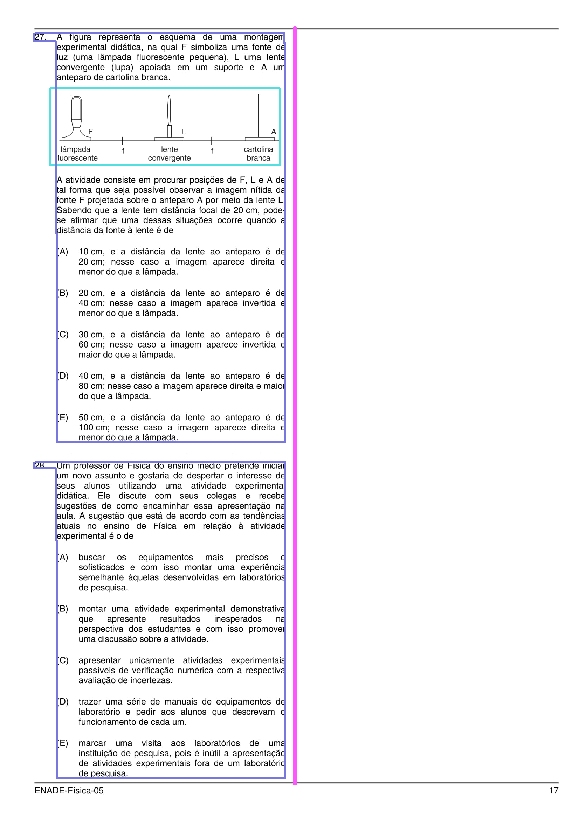 27. A figura representa o esquema de uma montagem
experimental didática, na qual F simboliza uma fonte de
luz (uma lâmpada fluorescente pequena), L uma lente
convergente (lupa) apoiada em um suporte e A um
anteparo de cartolina branca.
F L A
lâmpada
fluorescente
f
lente
convergente
f
cartolina
branca
A atividade consiste em procurar posições de F, L e A de
tal forma que seja possível observar a imagem nítida da
fonte F projetada sobre o anteparo A por meio da lente L.
Sabendo que a lente tem distância focal de 20 cm, pode-
se afirmar que uma dessas situações ocorre quando a
distância da fonte à lente é de
(A) 10 cm, e a distância da lente ao anteparo é de
20 cm; nesse caso a imagem aparece direita e
menor do que a lâmpada.
(B) 20 cm, e a distância da lente ao anteparo é de
40 cm; nesse caso a imagem aparece invertida e
menor do que a lâmpada.
(C) 30 cm, e a distância da lente ao anteparo é de
60 cm; nesse caso a imagem aparece invertida e
maior do que a lâmpada.
(D) 40 cm, e a distância da lente ao anteparo é de
80 cm; nesse caso a imagem aparece direita e maior
do que a lâmpada.
(E) 50 cm, e a distância da lente ao anteparo é de
100 cm; nesse caso a imagem aparece direita e
menor do que a lâmpada.
28. Um professor de Física do ensino médio pretende iniciar
um novo assunto e gostaria de despertar o interesse de
seus alunos utilizando uma atividade experimental
didática. Ele discute com seus colegas e recebe
sugestões de como encaminhar essa apresentação na
aula. A sugestão que está de acordo com as tendências
atuais no ensino de Física em relação à atividade
experimental é o de
(A) buscar os equipamentos mais precisos e
sofisticados e com isso montar uma experiência
semelhante àquelas desenvolvidas em laboratórios
de pesquisa.
(B) montar uma atividade experimental demonstrativa
que apresente resultados inesperados na
perspectiva dos estudantes e com isso promover
uma discussão sobre a atividade.
(C) apresentar unicamente atividades experimentais
passíveis de verificação numérica com a respectiva
avaliação de incertezas.
(D) trazer uma série de manuais de equipamentos de
laboratório e pedir aos alunos que descrevam o
funcionamento de cada um.
(E) marcar uma visita aos laboratórios de uma
instituição de pesquisa, pois é inútil a apresentação
de atividades experimentais fora de um laboratório
de pesquisa.
ENADE-Física-05 17